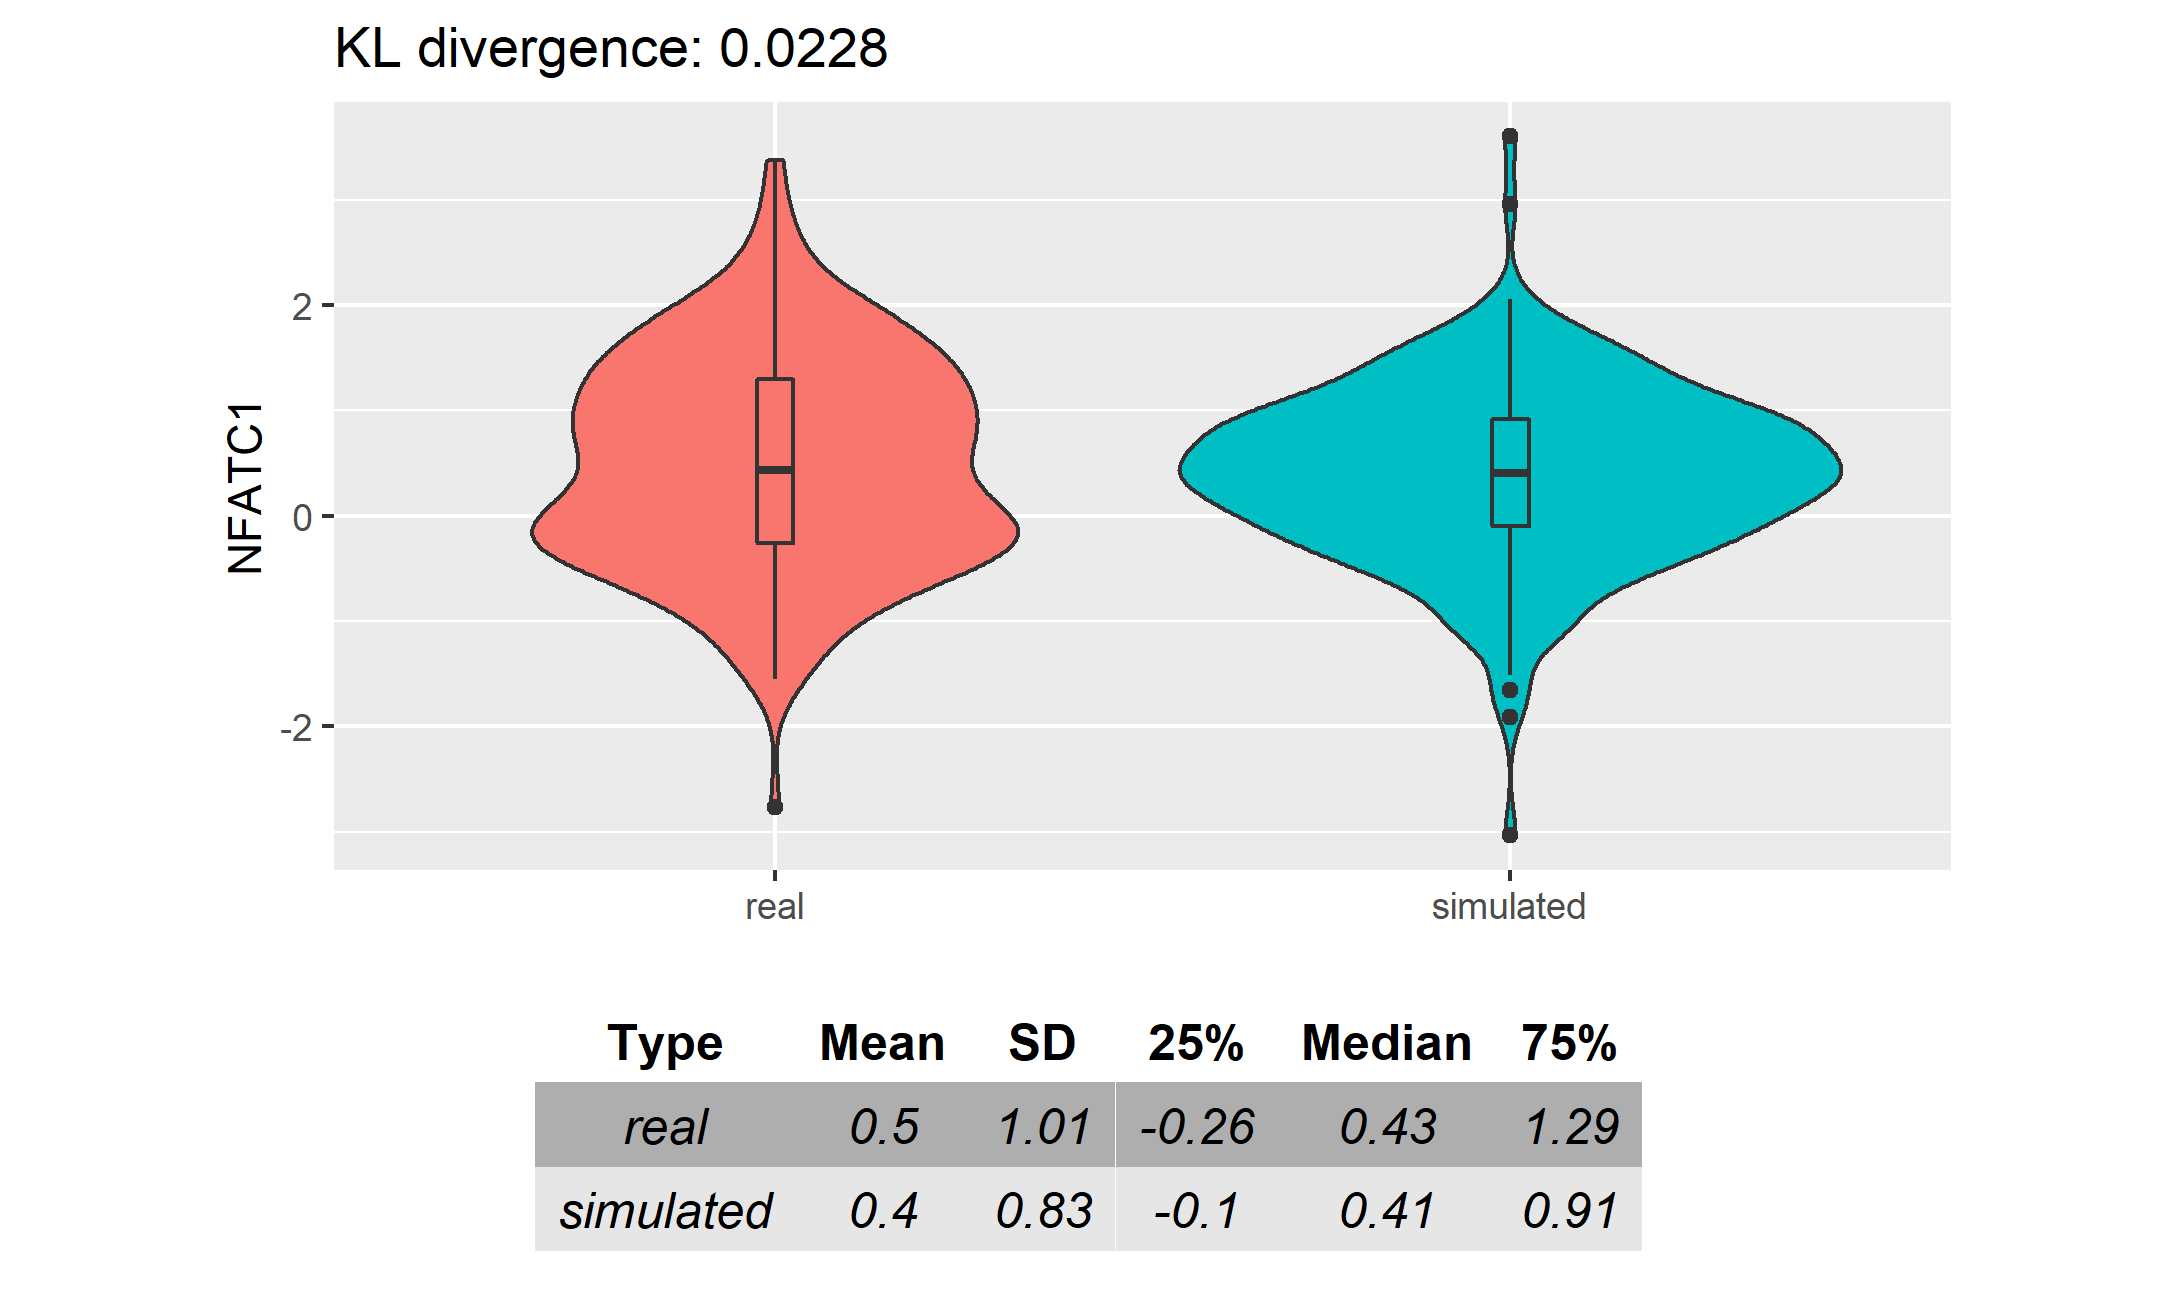 KL divergence: 0.0228
NFATC1
2
0
-2
real simulated
Type Mean SD 25% Median 75%
real 0.5 1.01 -0.26 0.43 1.29
simulated 0.4 0.83 -0.1 0.41 0.91